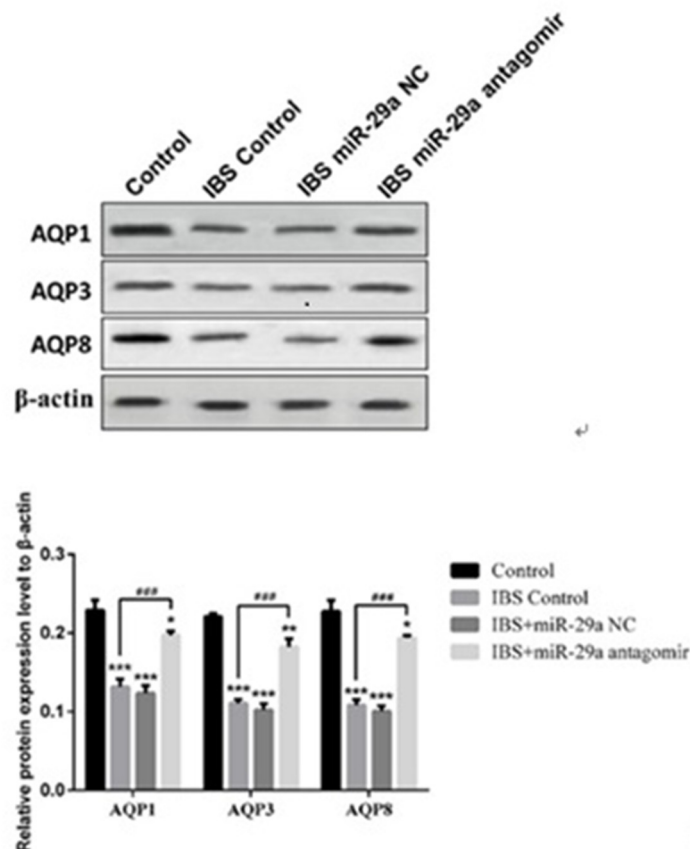 Control
IBS Control
IBS miR-29a NC
IBS miR-29a antagomir
AQP1
AQP3
AQP8
β-actin
Relative protein expression level to β-actin
0.3
0.2
0.1
0.0
###
*
***
***
###
**
***
***
###
*
***
***
AQP1 AQP3 AQP8
Control
IBS Control
IBS+miR-29a NC
IBS+miR-29a antagomir